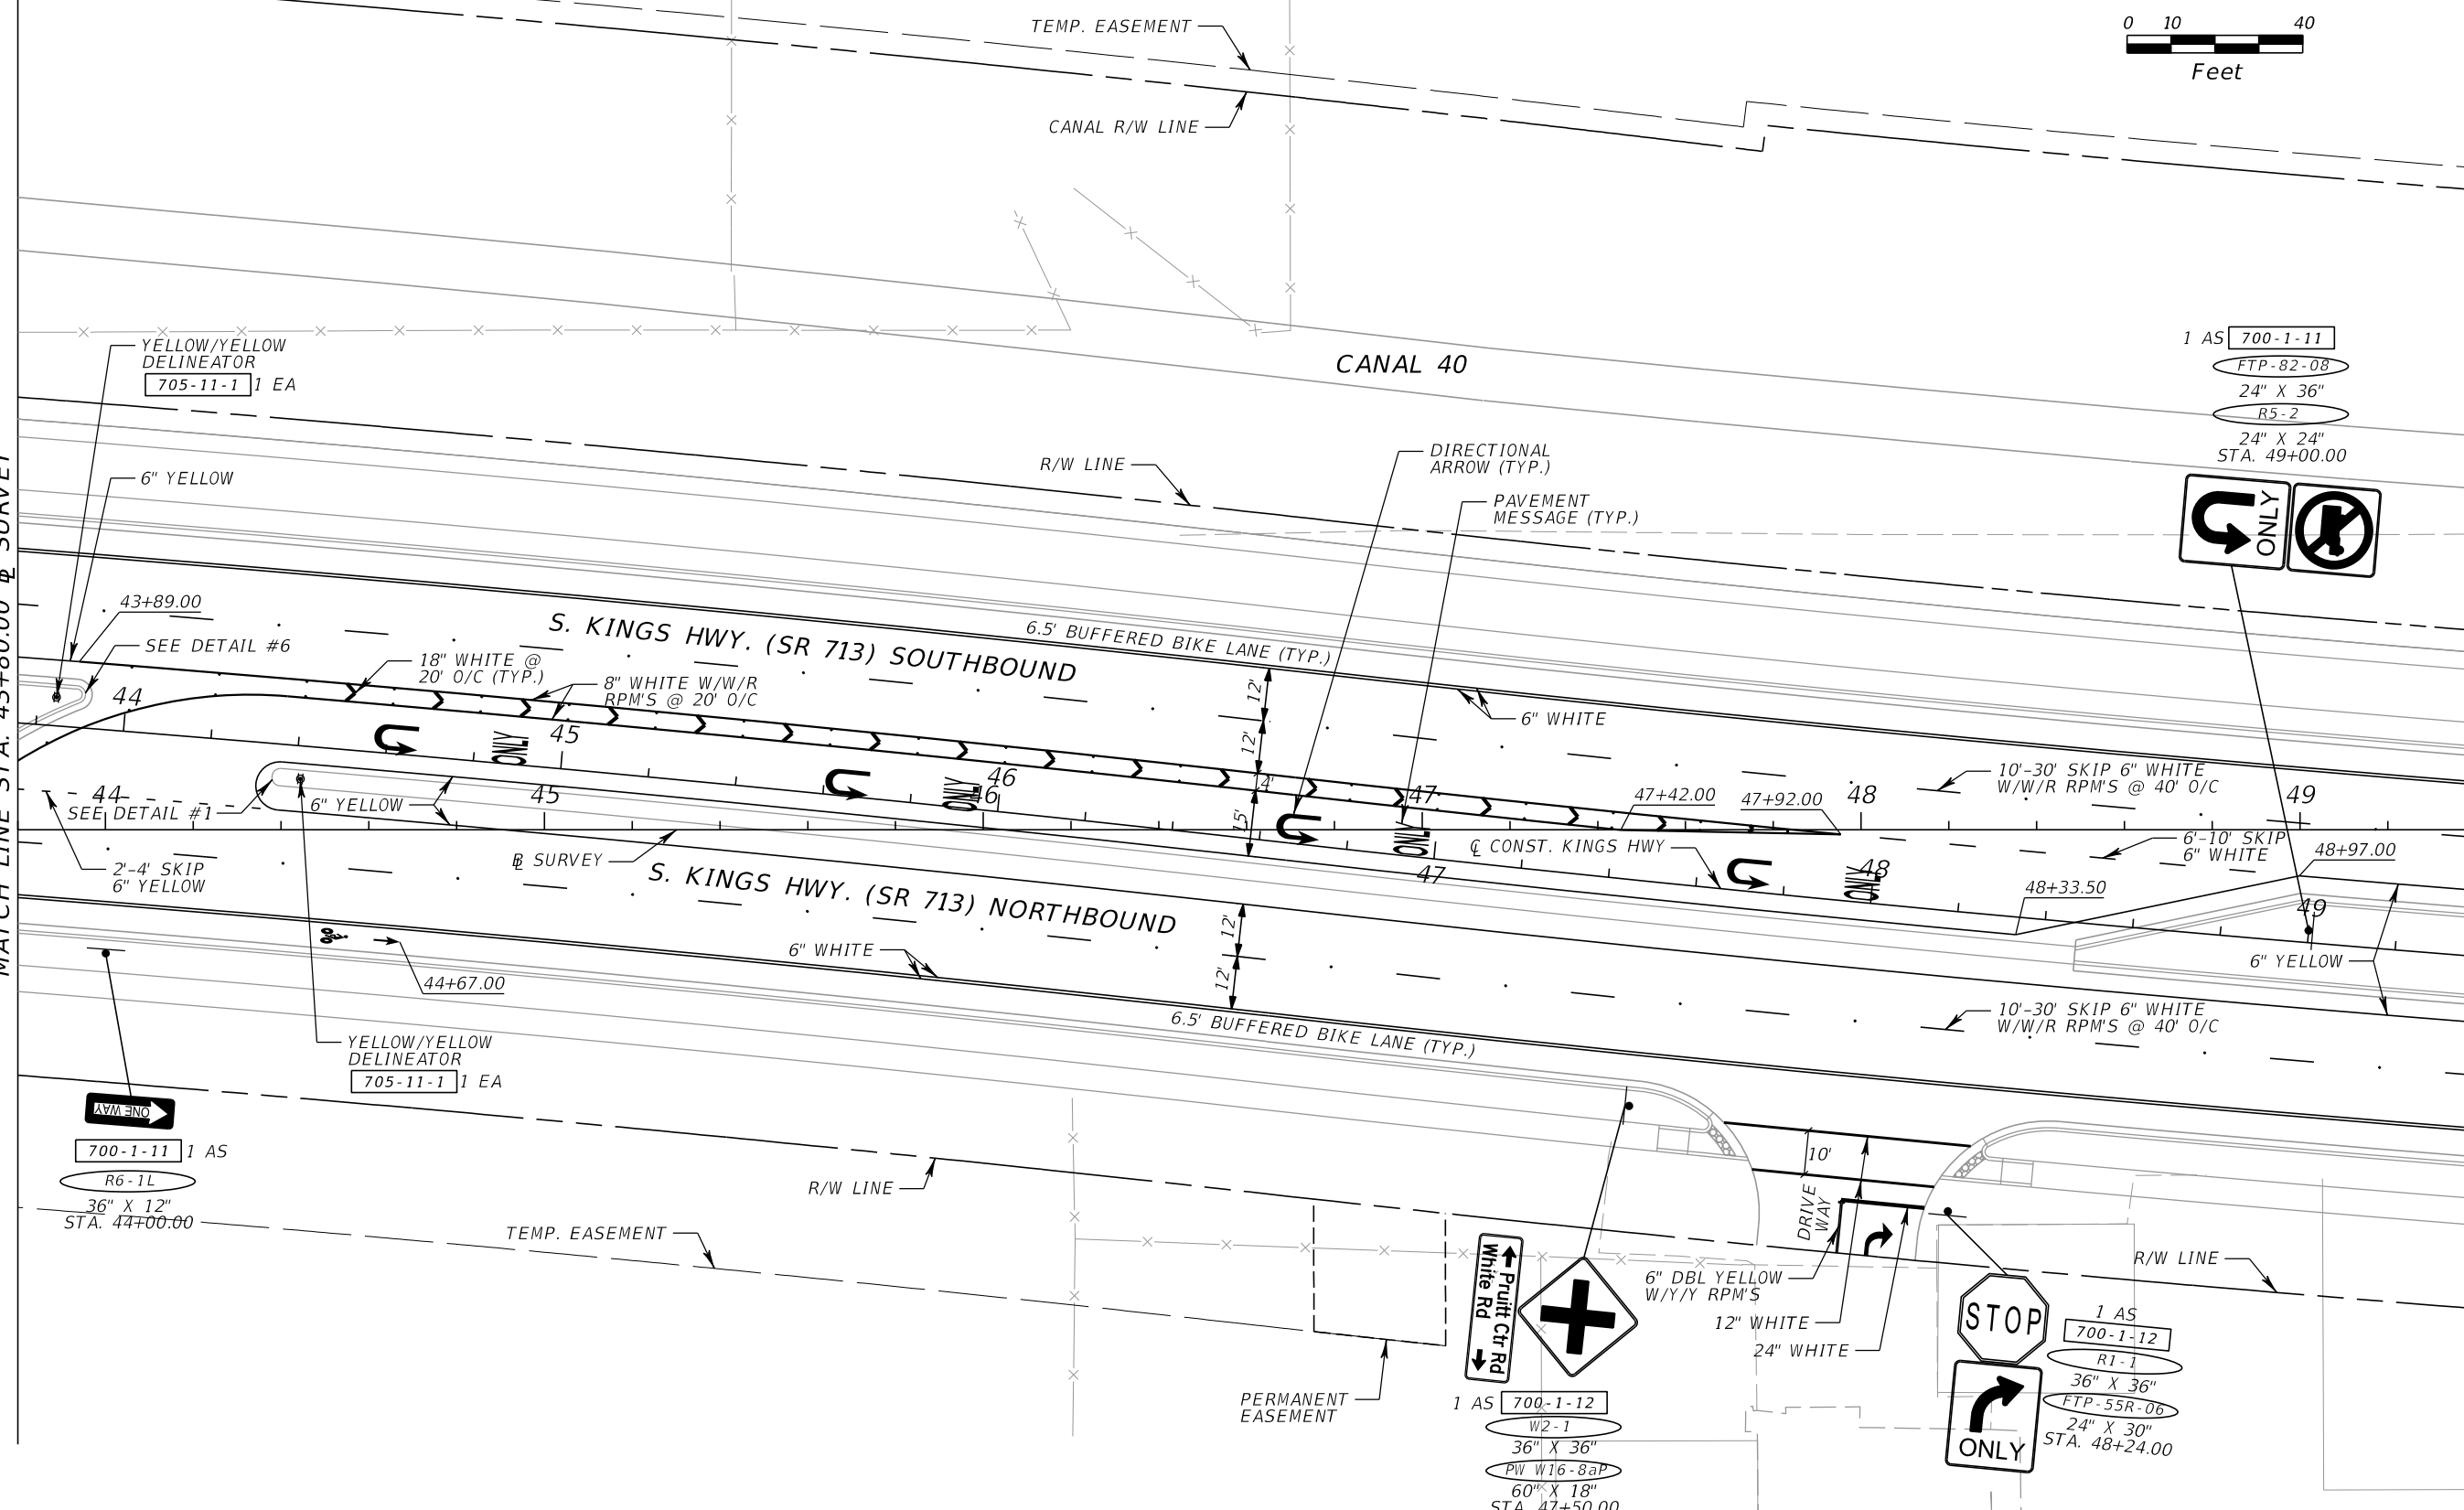 0 10 40
Feet
TEMP. EASEMENT
CANAL R/W LINE
YELLOW/YELLOW
DELINEATOR
705-11-1 1 EA
CANAL 40
1 AS 700-1-11
FTP-82-08
24" X 36"
R5-2
24" X 24"
STA. 49+00.00
ONLY
6" YELLOW
R/W LINE
DIRECTIONAL
ARROW (TYP.)
PAVEMENT
MESSAGE (TYP.)
MATCH LINE STA. 43+80.00 ℄ SURVEY
43+89.00
SEE DETAIL #6
18" WHITE @
20' O/C (TYP.)
8" WHITE W/W/R
RPM'S @ 20' O/C
S. KINGS HWY. (SR 713) SOUTHBOUND
6.5' BUFFERED BIKE LANE (TYP.)
6" WHITE
12'
12'
4'
15'
44
45
46
47
48
49
ONLY
ONLY
ONLY
ONLY
44
45
46
47
48
49
47+42.00
47+92.00
10'-30' SKIP 6" WHITE
W/W/R RPM'S @ 40' O/C
6'-10' SKIP
6" WHITE
48+97.00
48+33.50
6" YELLOW
SEE DETAIL #1
6" YELLOW
2'-4' SKIP
6" YELLOW
℄ SURVEY
℄ CONST. KINGS HWY
S. KINGS HWY. (SR 713) NORTHBOUND
12'
12'
6" WHITE
44+67.00
6.5' BUFFERED BIKE LANE (TYP.)
10'-30' SKIP 6" WHITE
W/W/R RPM'S @ 40' O/C
YELLOW/YELLOW
DELINEATOR
705-11-1 1 EA
ONE WAY
700-1-11 1 AS
R6-1L
36" X 12"
STA. 44+00.00
R/W LINE
TEMP. EASEMENT
PERMANENT
EASEMENT
Pruitt Ctr Rd
White Rd
1 AS 700-1-12
W2-1
36" X 36"
PW W16-8aP
60" X 18"
STA. 47+50.00
10'
DRIVE
WAY
6" DBL YELLOW
W/Y/Y RPM'S
12" WHITE
24" WHITE
R/W LINE
STOP
ONLY
1 AS
700-1-12
R1-1
36" X 36"
FTP-55R-06
24" X 30"
STA. 48+24.00